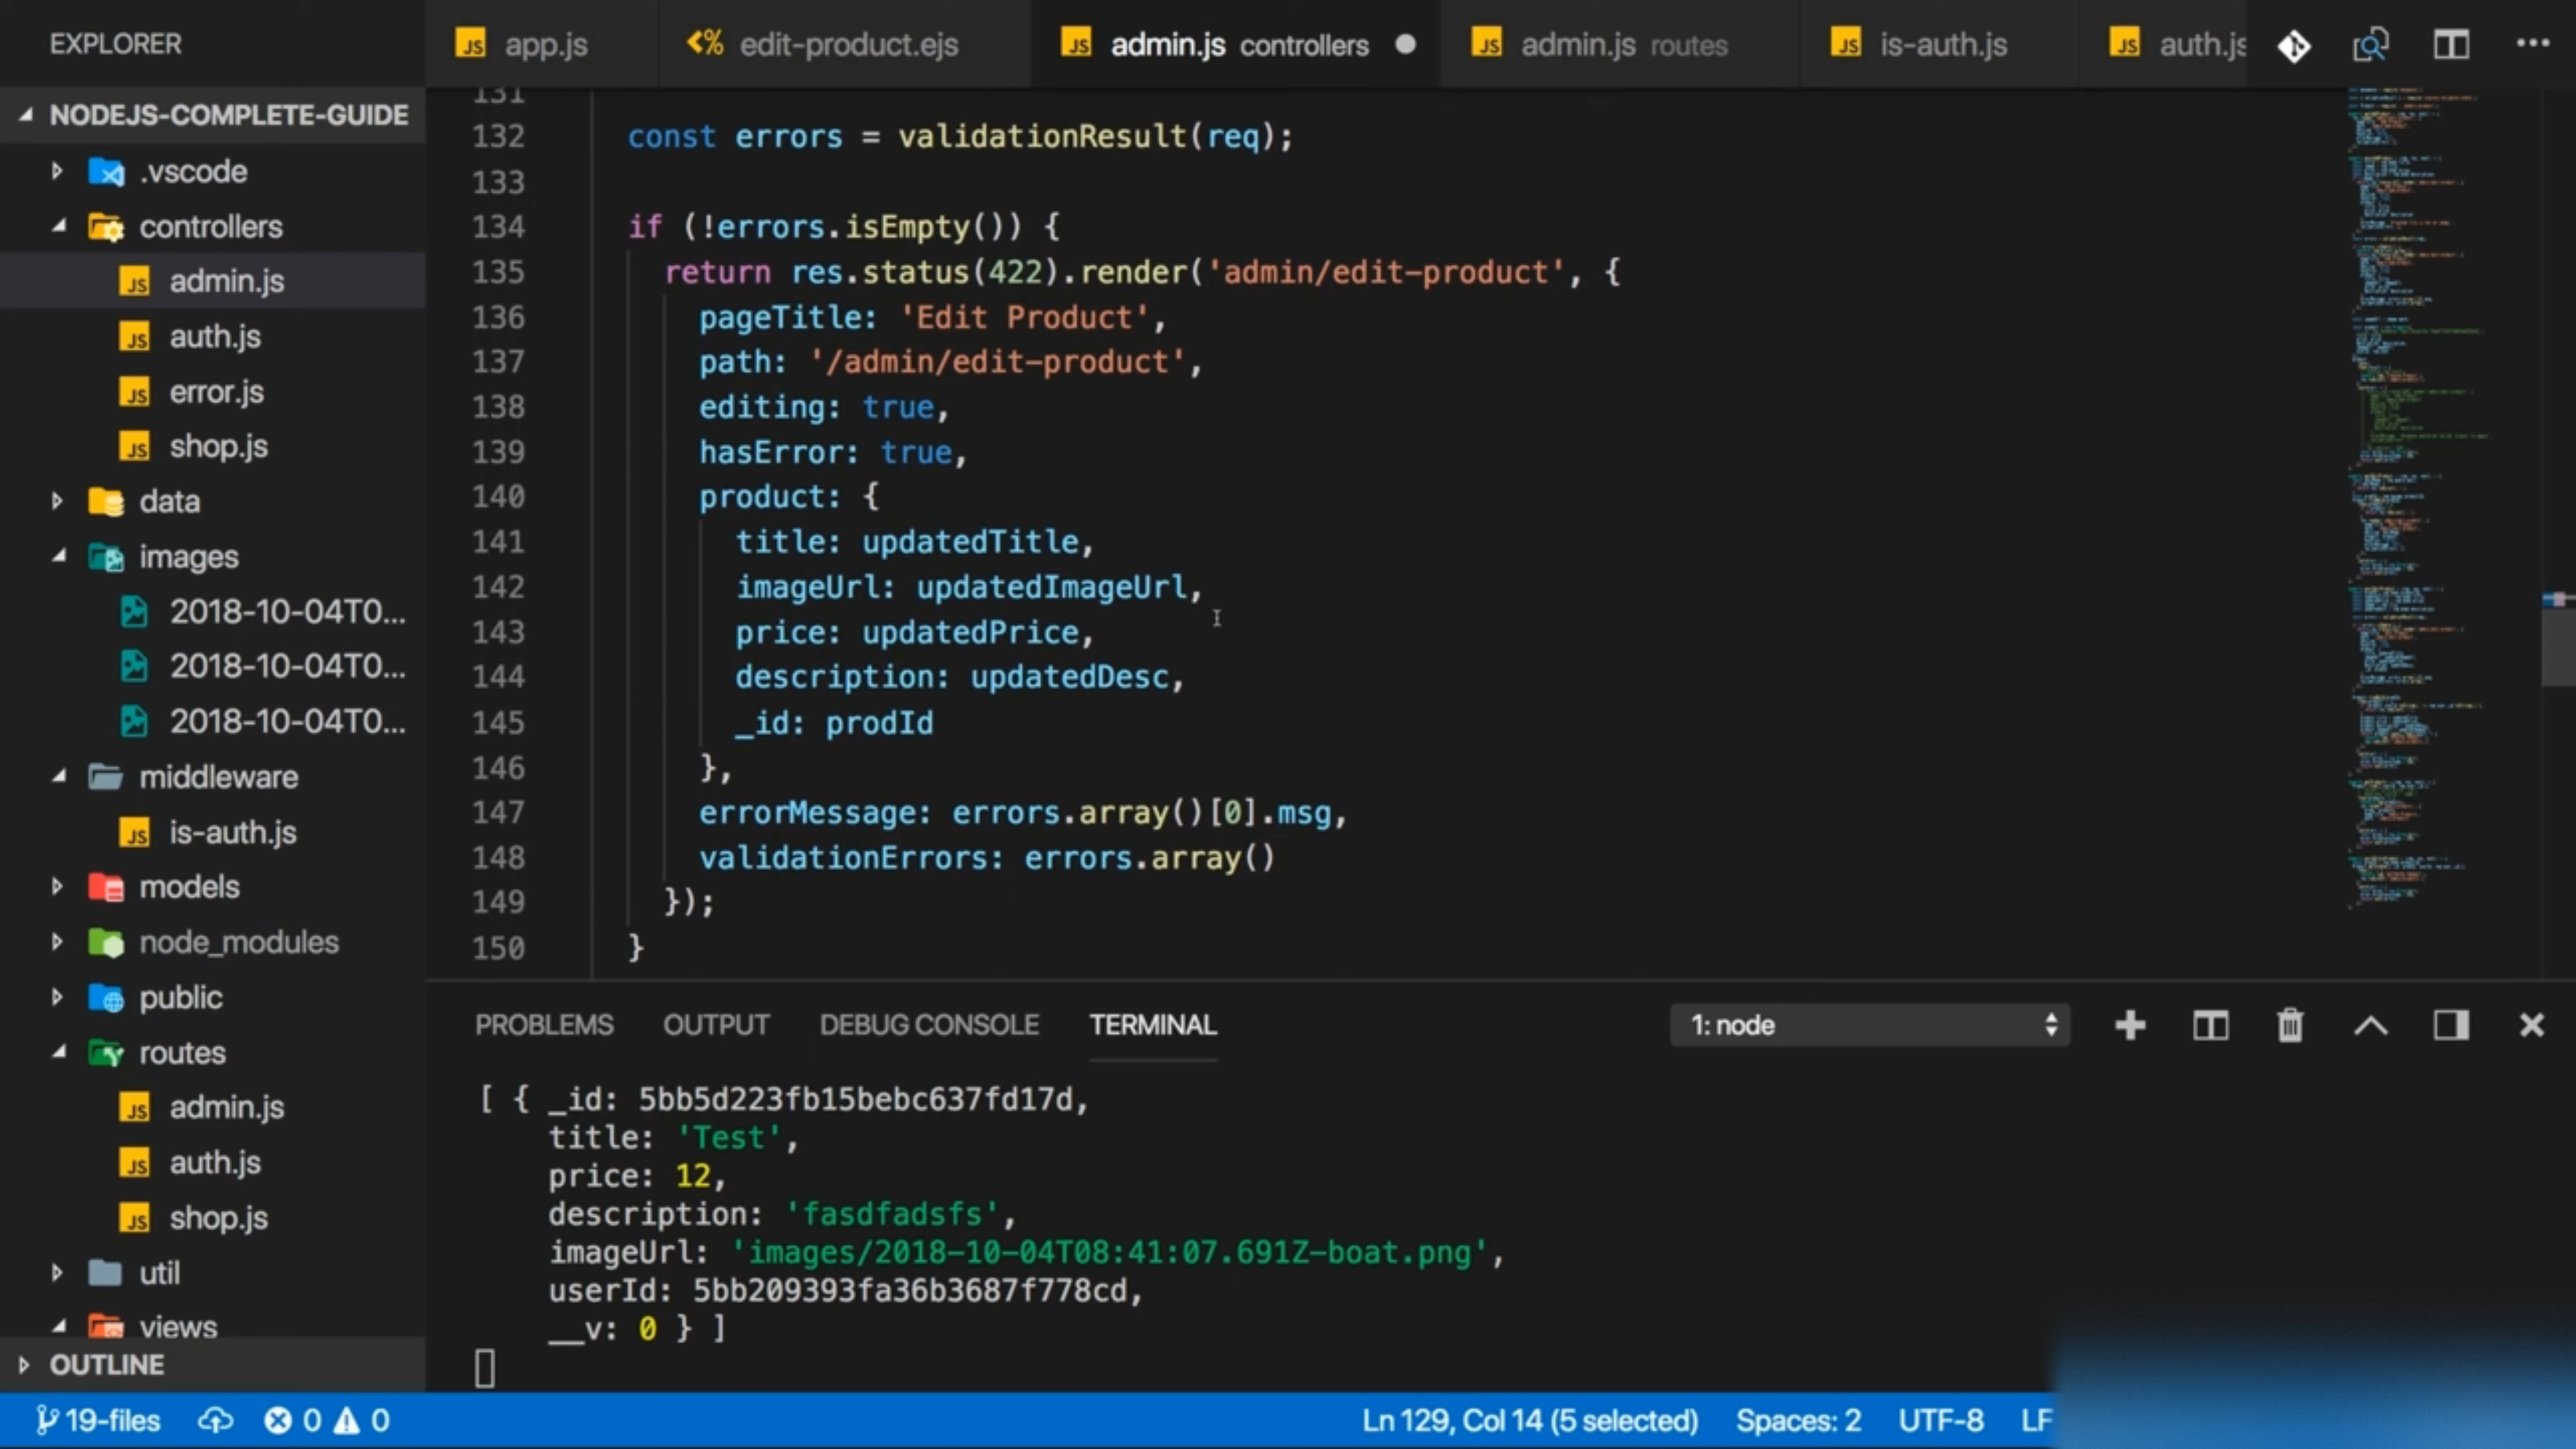 EXPLORER
NODEJS-COMPLETE-GUIDE
.vscode
controllers
admin.js
auth.js
error.js
shop.js
data
images
2018-10-04T0...
2018-10-04T0...
2018-10-04T0...
middleware
is-auth.js
models
node_modules
public
routes
admin.js
auth.js
shop.js
util
views
OUTLINE
app.js
edit-product.ejs
admin.js controllers
admin.js routes
is-auth.js
auth.js
131
132 const errors = validationResult(req);
133
134 if (!errors.isEmpty()) {
135 return res.status(422).render('admin/edit-product', {
136 pageTitle: 'Edit Product',
137 path: '/admin/edit-product',
138 editing: true,
139 hasError: true,
140 product: {
141 title: updatedTitle,
142 imageUrl: updatedImageUrl,
143 price: updatedPrice,
144 description: updatedDesc,
145 _id: prodId
146 },
147 errorMessage: errors.array()[0].msg,
148 validationErrors: errors.array()
149 });
150 }
PROBLEMS OUTPUT DEBUG CONSOLE TERMINAL
1: node
[ { _id: 5bb5d223fb15bebc637fd17d,
title: 'Test',
price: 12,
description: 'fasdfadsfs',
imageUrl: 'images/2018-10-04T08:41:07.691Z-boat.png',
userId: 5bb209393fa36b3687f778cd,
__v: 0 } ]
19-files 0 0 Ln 129, Col 14 (5 selected) Spaces: 2 UTF-8 LF